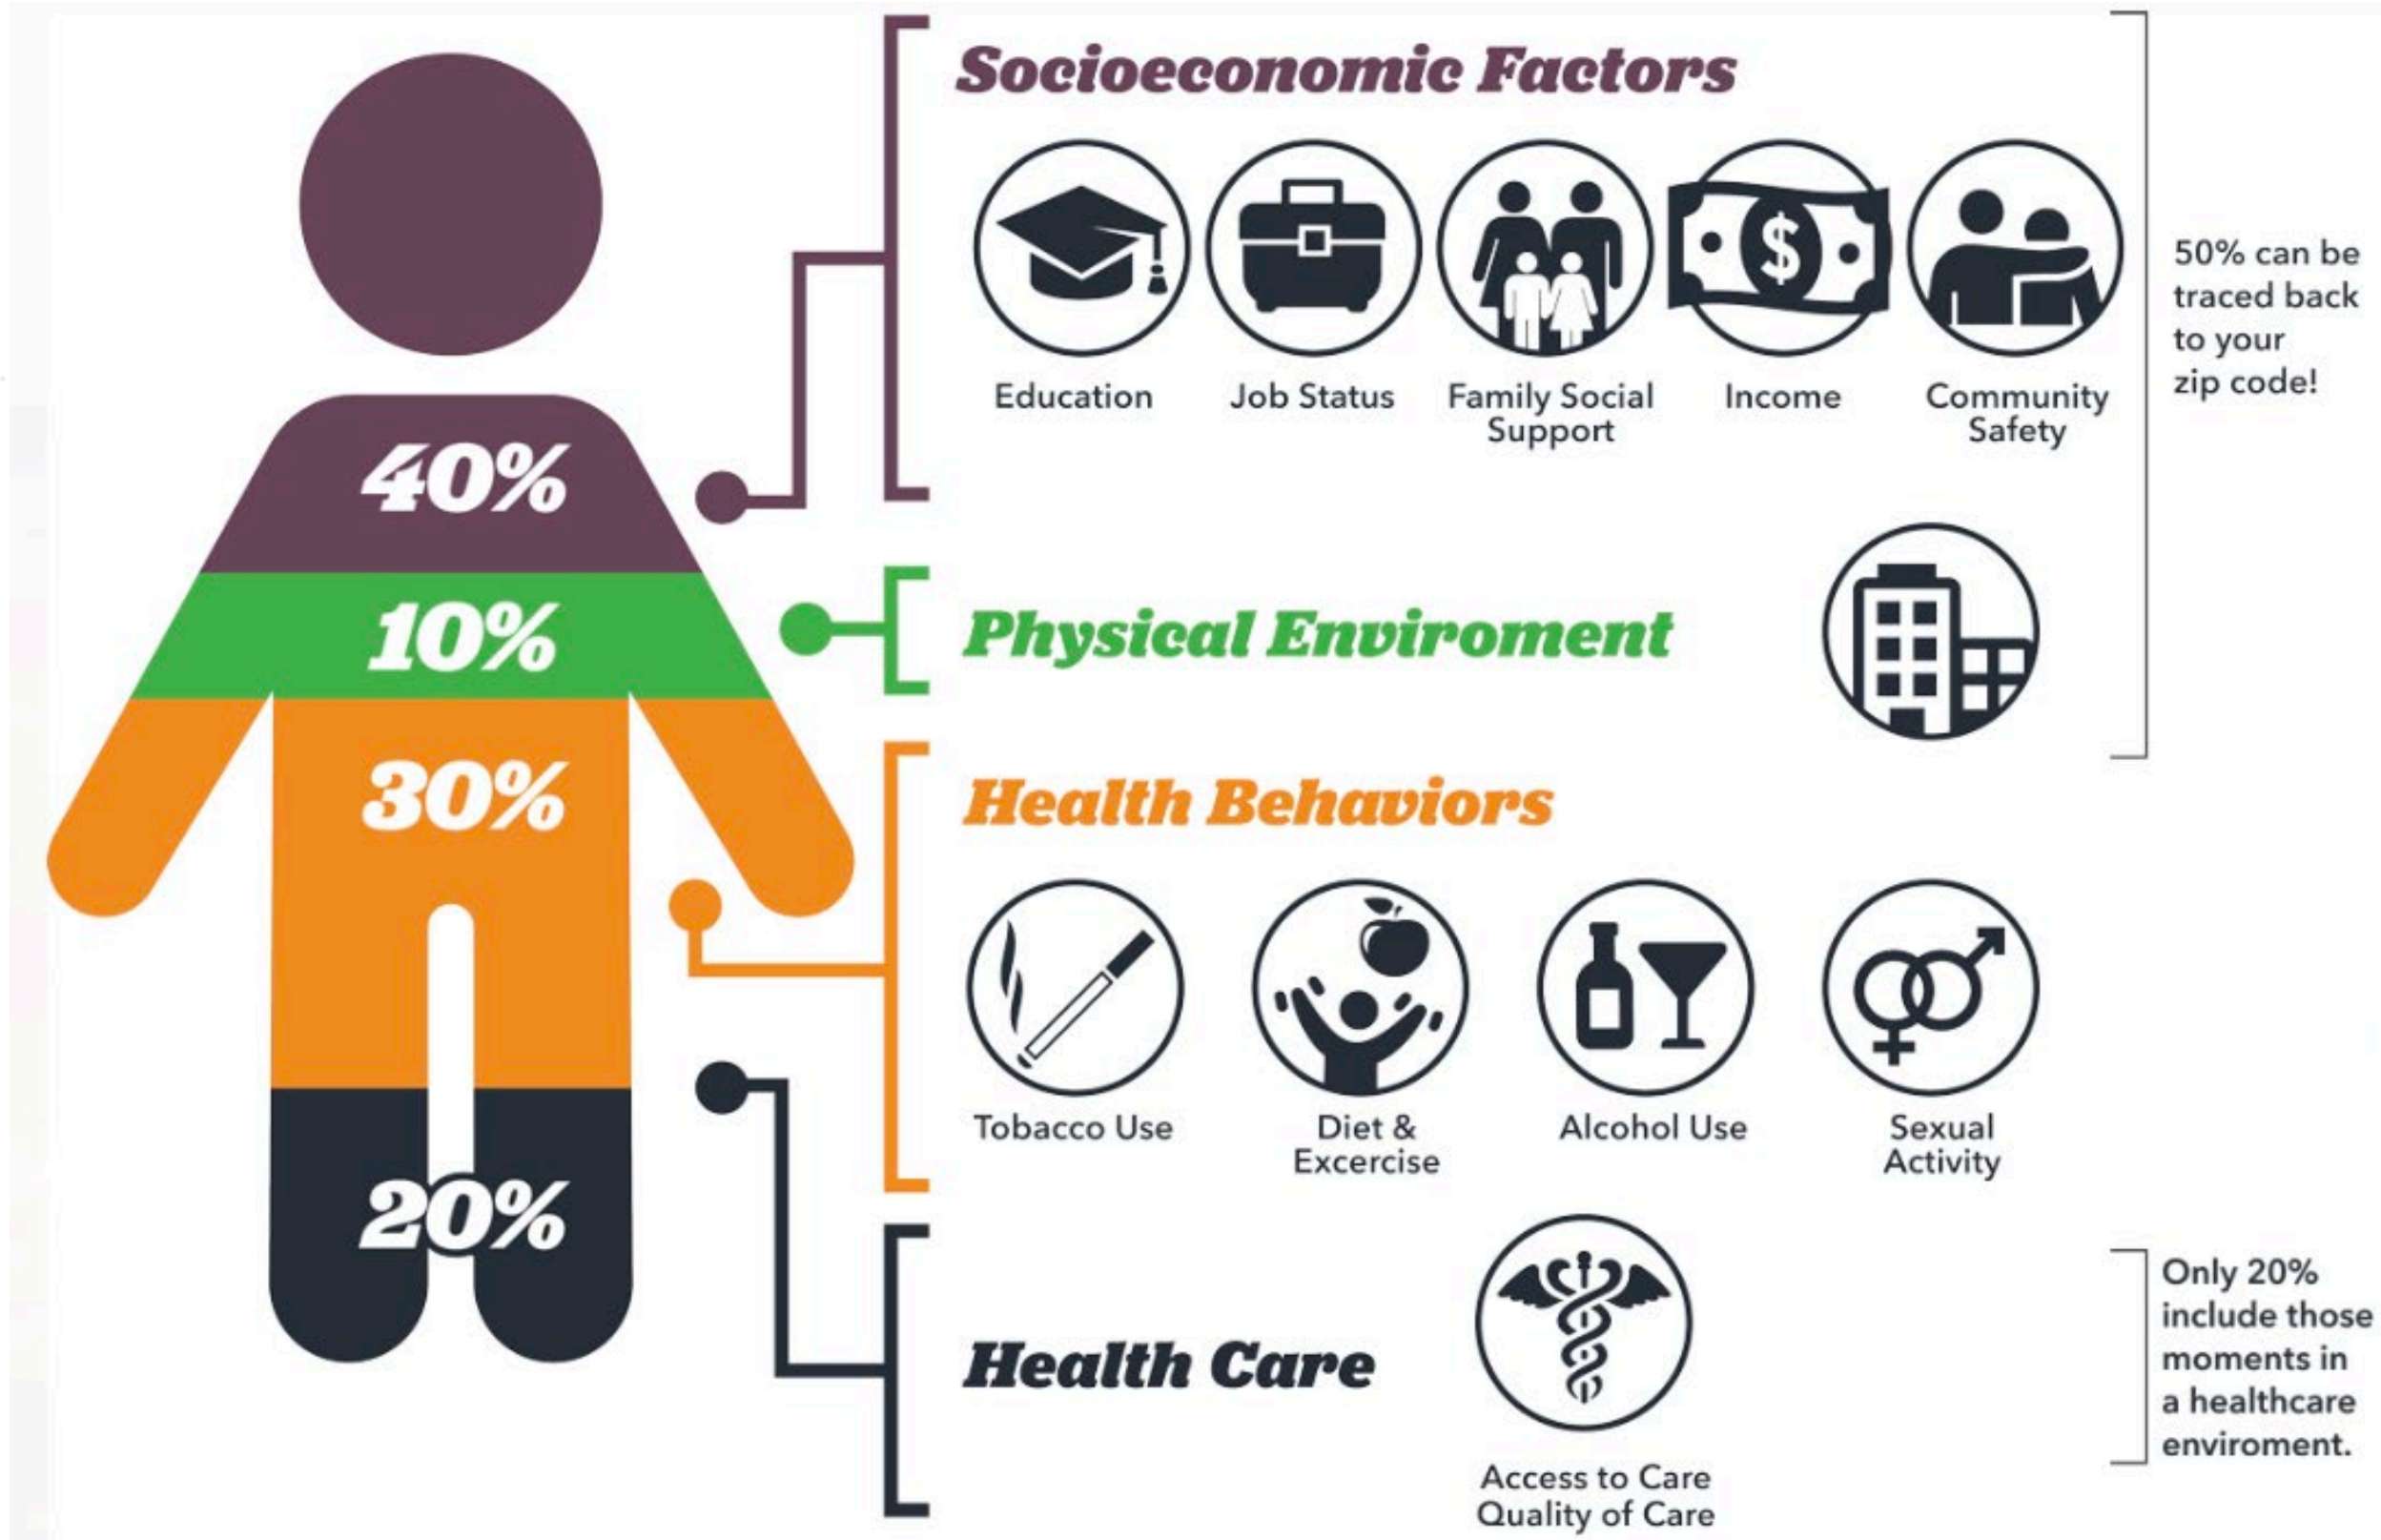 Socioeconomic Factors
Education
Job Status
Family Social
Support
Income
Community
Safety
50% can be
traced back
to your
zip code!
40%
10%
Physical Enviroment
30%
Health Behaviors
Tobacco Use
Diet &
Excercise
Alcohol Use
Sexual
Activity
20%
Health Care
Access to Care
Quality of Care
Only 20%
include those
moments in
a healthcare
enviroment.